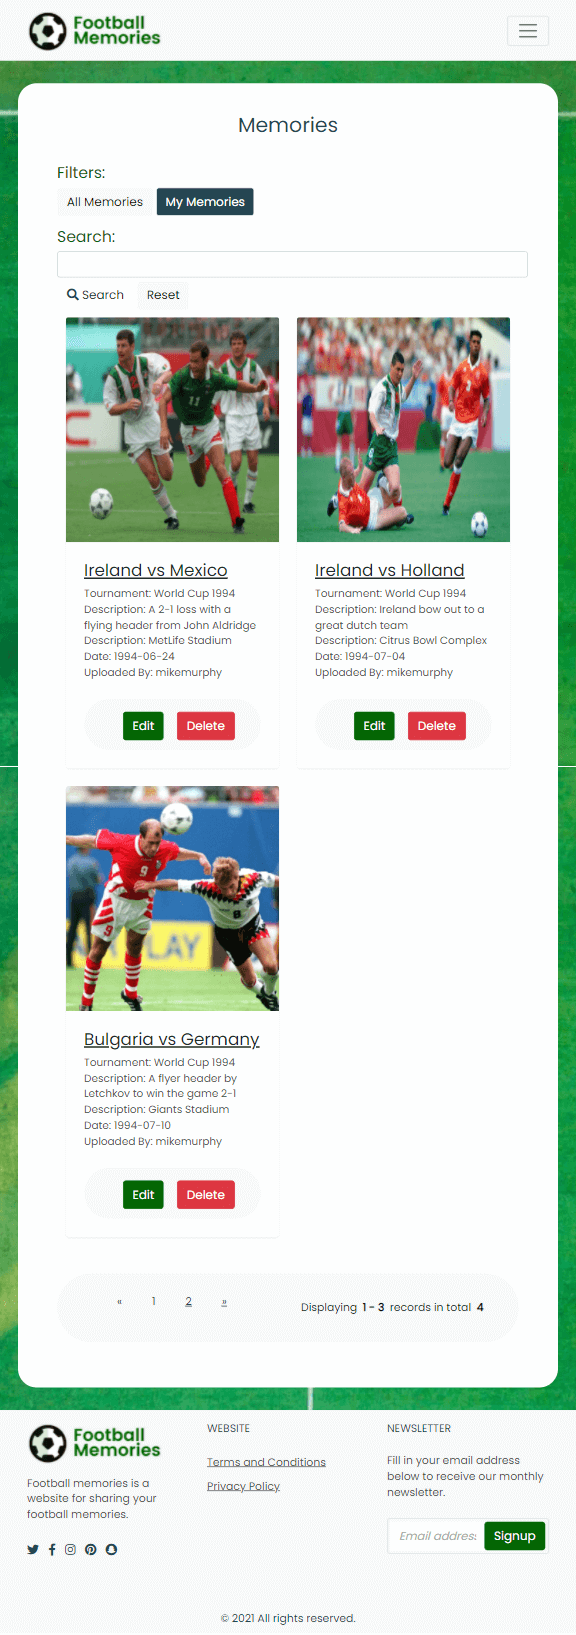 Football
Memories
Memories
Filters:
All Memories
My Memories
Search:
Search
Reset
11
Ireland vs Mexico
Tournament: World Cup 1994
Description: A 2-1 loss with a
flying header from John Aldridge
Description: MetLife Stadium
Date: 1994-06-24
Uploaded By: mikemurphy
Edit
Delete
Ireland vs Holland
Tournament: World Cup 1994
Description: Ireland bow out to a
great dutch team
Description: Citrus Bowl Complex
Date: 1994-07-04
Uploaded By: mikemurphy
Edit
Delete
9
8
Bulgaria vs Germany
Tournament: World Cup 1994
Description: A flyer header by
Letchkov to win the game 2-1
Description: Giants Stadium
Date: 1994-07-10
Uploaded By: mikemurphy
Edit
Delete
« 1 2 »
Displaying 1 - 3 records in total 4
Football
Memories
Football memories is a
website for sharing your
football memories.
WEBSITE
Terms and Conditions
Privacy Policy
NEWSLETTER
Fill in your email address
below to receive our monthly
newsletter.
Email address
Signup
© 2021 All rights reserved.